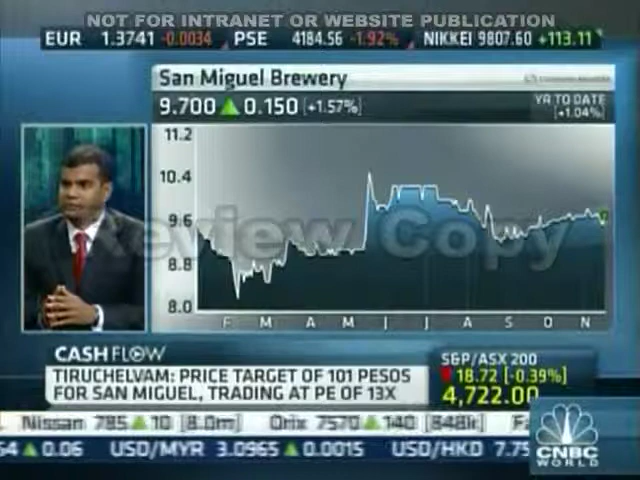 NOT FOR INTRANET OR WEBSITE PUBLICATION
EUR 1.3741 -0.0034 PSE 4184.56 -1.92% NIKKEI 9807.60 +113.11
San Miguel Brewery
9.700 ▲ 0.150 [+1.57%]
YR TO DATE
[+1.04%]
11.2
10.4
9.6
8.8
8.0
F M A M J J A S O N
Review Copy
CASH FLOW
TIRUCHELVAM: PRICE TARGET OF 101 PESOS
FOR SAN MIGUEL, TRADING AT PE OF 13X
S&P/ASX 200
▼ 18.72 [-0.39%]
4,722.00
Nissan 785 ▲ 10 [8.0m] Orix 7570 ▲ 140 [848k]
54 ▲ 0.06 USD/MYR 3.0965 ▲ 0.0015 USD/HKD 7.75
CNBC
WORLD